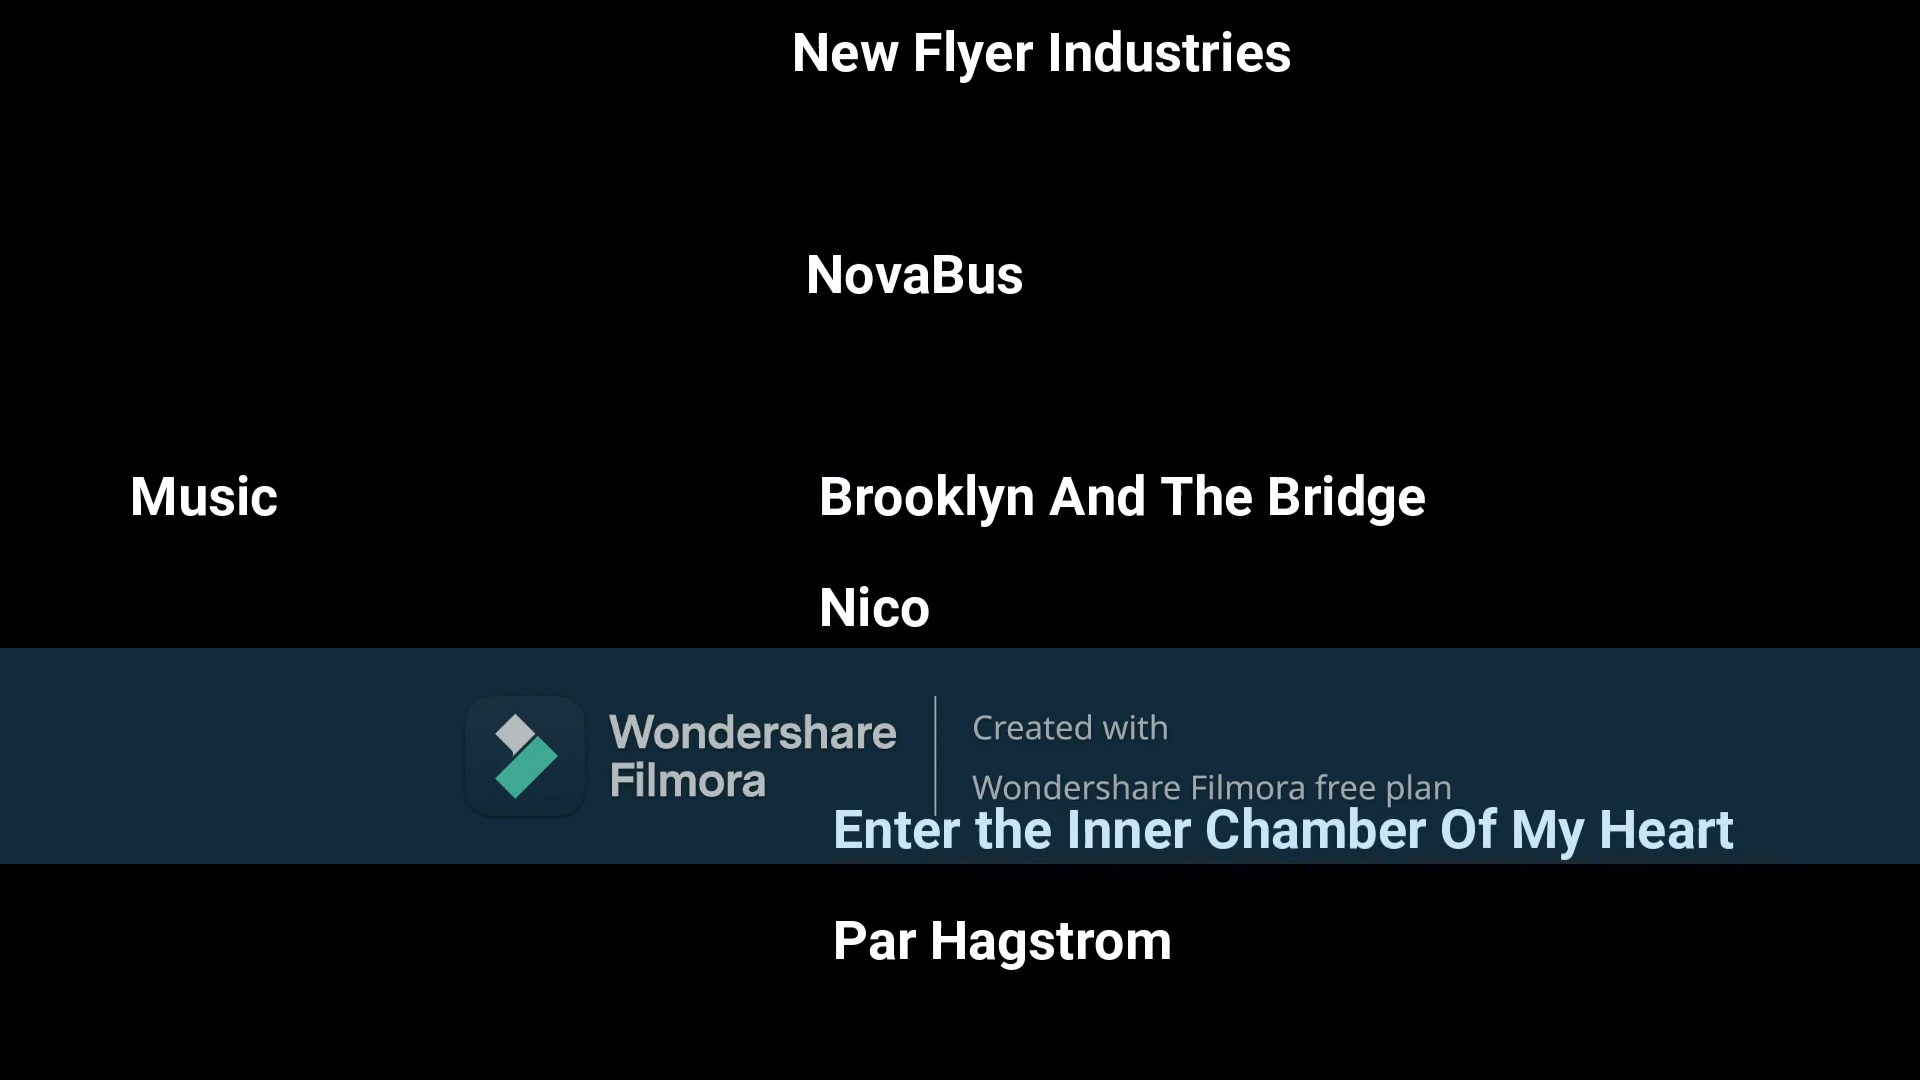 New Flyer Industries
NovaBus
Music
Brooklyn And The Bridge
Nico
Wondershare
Filmora
Created with
Wondershare Filmora free plan
Enter the Inner Chamber Of My Heart
Par Hagstrom